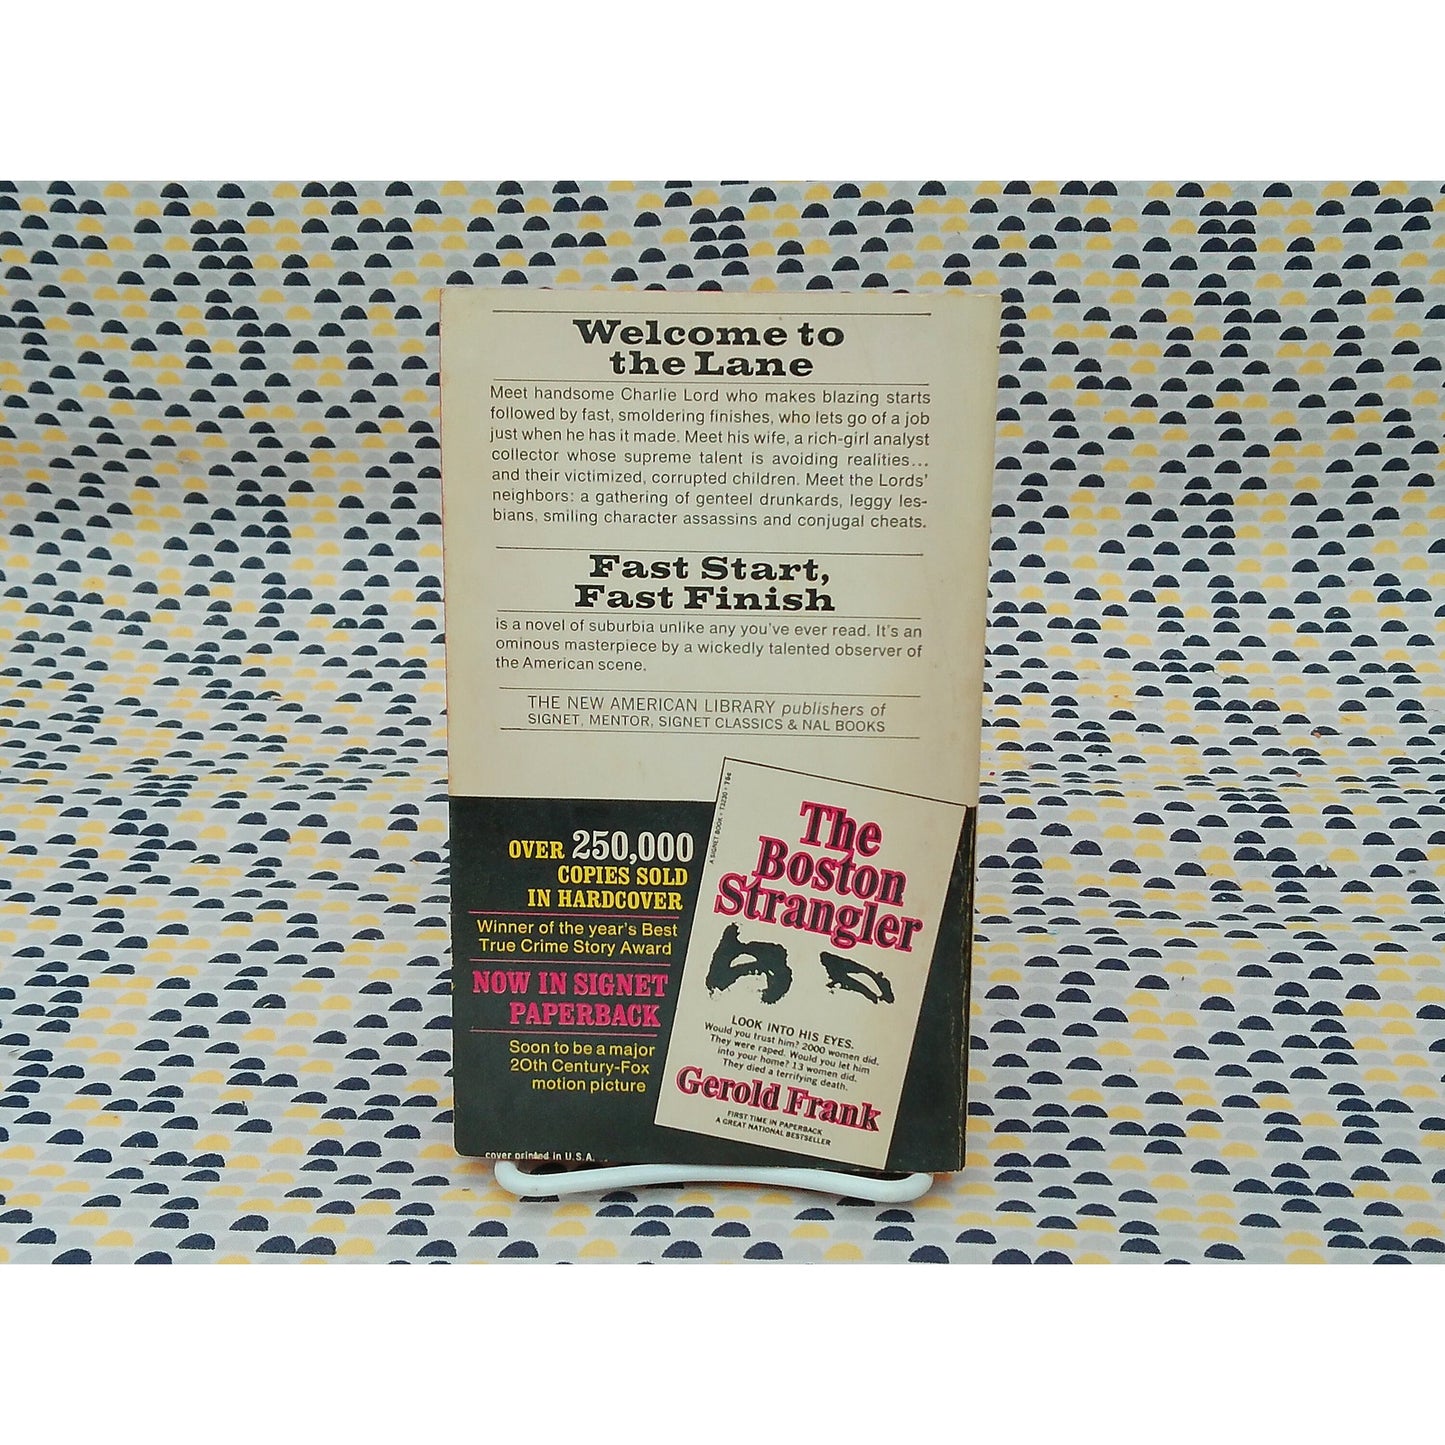 Welcome to
the Lane
Meet handsome Charlie Lord who makes blazing starts
followed by fast, smoldering finishes, who lets go of a job
just when he has it made. Meet his wife, a rich-girl analyst
collector whose supreme talent is avoiding realities...
and their victimized, corrupted children. Meet the Lords'
neighbors: a gathering of genteel drunkards, leggy les-
bians, smiling character assassins and conjugal cheats.
Fast Start,
Fast Finish
is a novel of suburbia unlike any you've ever read. It's an
ominous masterpiece by a wickedly talented observer of
the American scene.
THE NEW AMERICAN LIBRARY publishers of
SIGNET, MENTOR, SIGNET CLASSICS & NAL BOOKS
OVER 250,000
COPIES SOLD
IN HARDCOVER
Winner of the year's Best
True Crime Story Award
NOW IN SIGNET
PAPERBACK
Soon to be a major
20th Century-Fox
motion picture
cover printed in U.S.A.
A SIGNET BOOK • T3230 • 75¢
The
Boston
Strangler
LOOK INTO HIS EYES.
Would you trust him? 2000 women did.
They were raped. Would you let him
into your home? 13 women did.
They died a terrifying death.
Gerold Frank
FIRST TIME IN PAPERBACK
A GREAT NATIONAL BESTSELLER